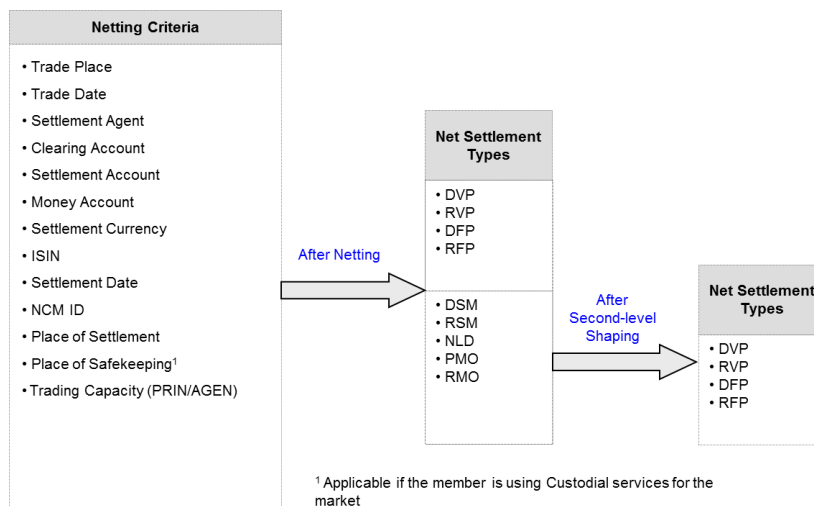 Netting Criteria
• Trade Place
• Trade Date
• Settlement Agent
• Clearing Account
• Settlement Account
• Money Account
• Settlement Currency
• ISIN
• Settlement Date
• NCM ID
• Place of Settlement
• Place of Safekeeping¹
• Trading Capacity (PRIN/AGEN)
After Netting
Net Settlement
Types
• DVP
• RVP
• DFP
• RFP
• DSM
• RSM
• NLD
• PMO
• RMO
After
Second-level
Shaping
Net Settlement
Types
• DVP
• RVP
• DFP
• RFP
¹ Applicable if the member is using Custodial services for the
market